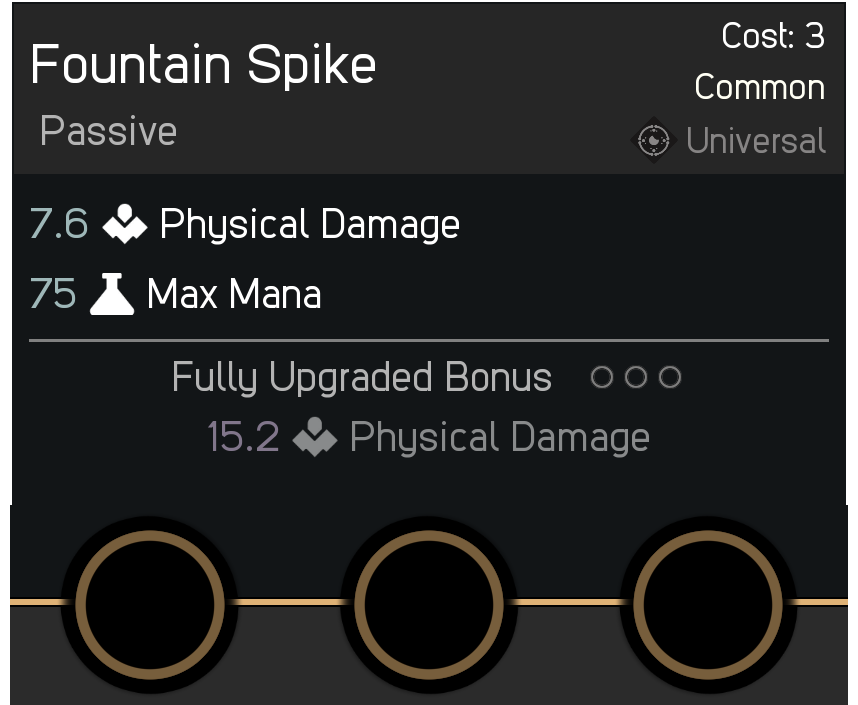 Fountain Spike
Cost: 3
Common
Passive
Universal
7.6 Physical Damage
75 Max Mana
Fully Upgraded Bonus
15.2 Physical Damage